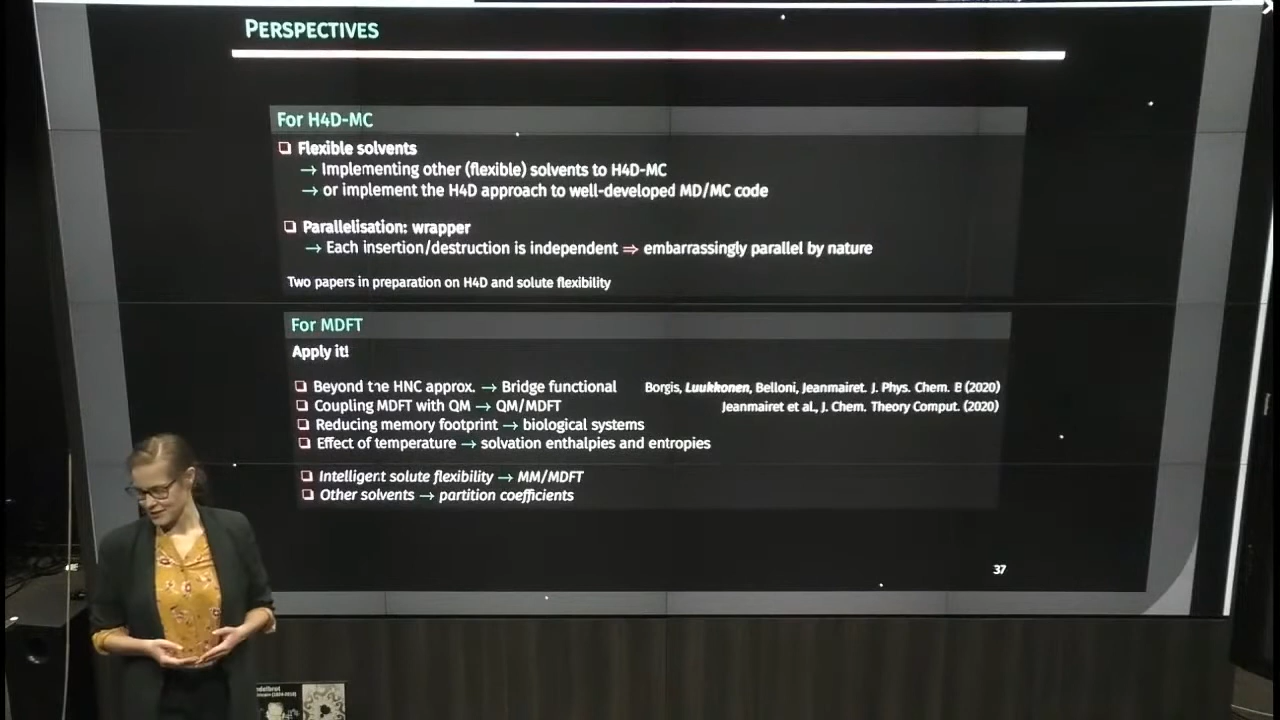 PERSPECTIVES
For H4D-MC
❑ Flexible solvents
→ Implementing other (flexible) solvents to H4D-MC
→ or implement the H4D approach to well-developed MD/MC code
❑ Parallelisation: wrapper
→ Each insertion/destruction is independent ⇒ embarrassingly parallel by nature
Two papers in preparation on H4D and solute flexibility
For MDFT
Apply it!
❑ Beyond the HNC approx. → Bridge functional Borgis, Luukkonen, Belloni, Jeanmairet. J. Phys. Chem. B (2020)
❑ Coupling MDFT with QM → QM/MDFT Jeanmairet et al., J. Chem. Theory Comput. (2020)
❑ Reducing memory footprint → biological systems
❑ Effect of temperature → solvation enthalpies and entropies
❑ Intelligent solute flexibility → MM/MDFT
❑ Other solvents → partition coefficients
37